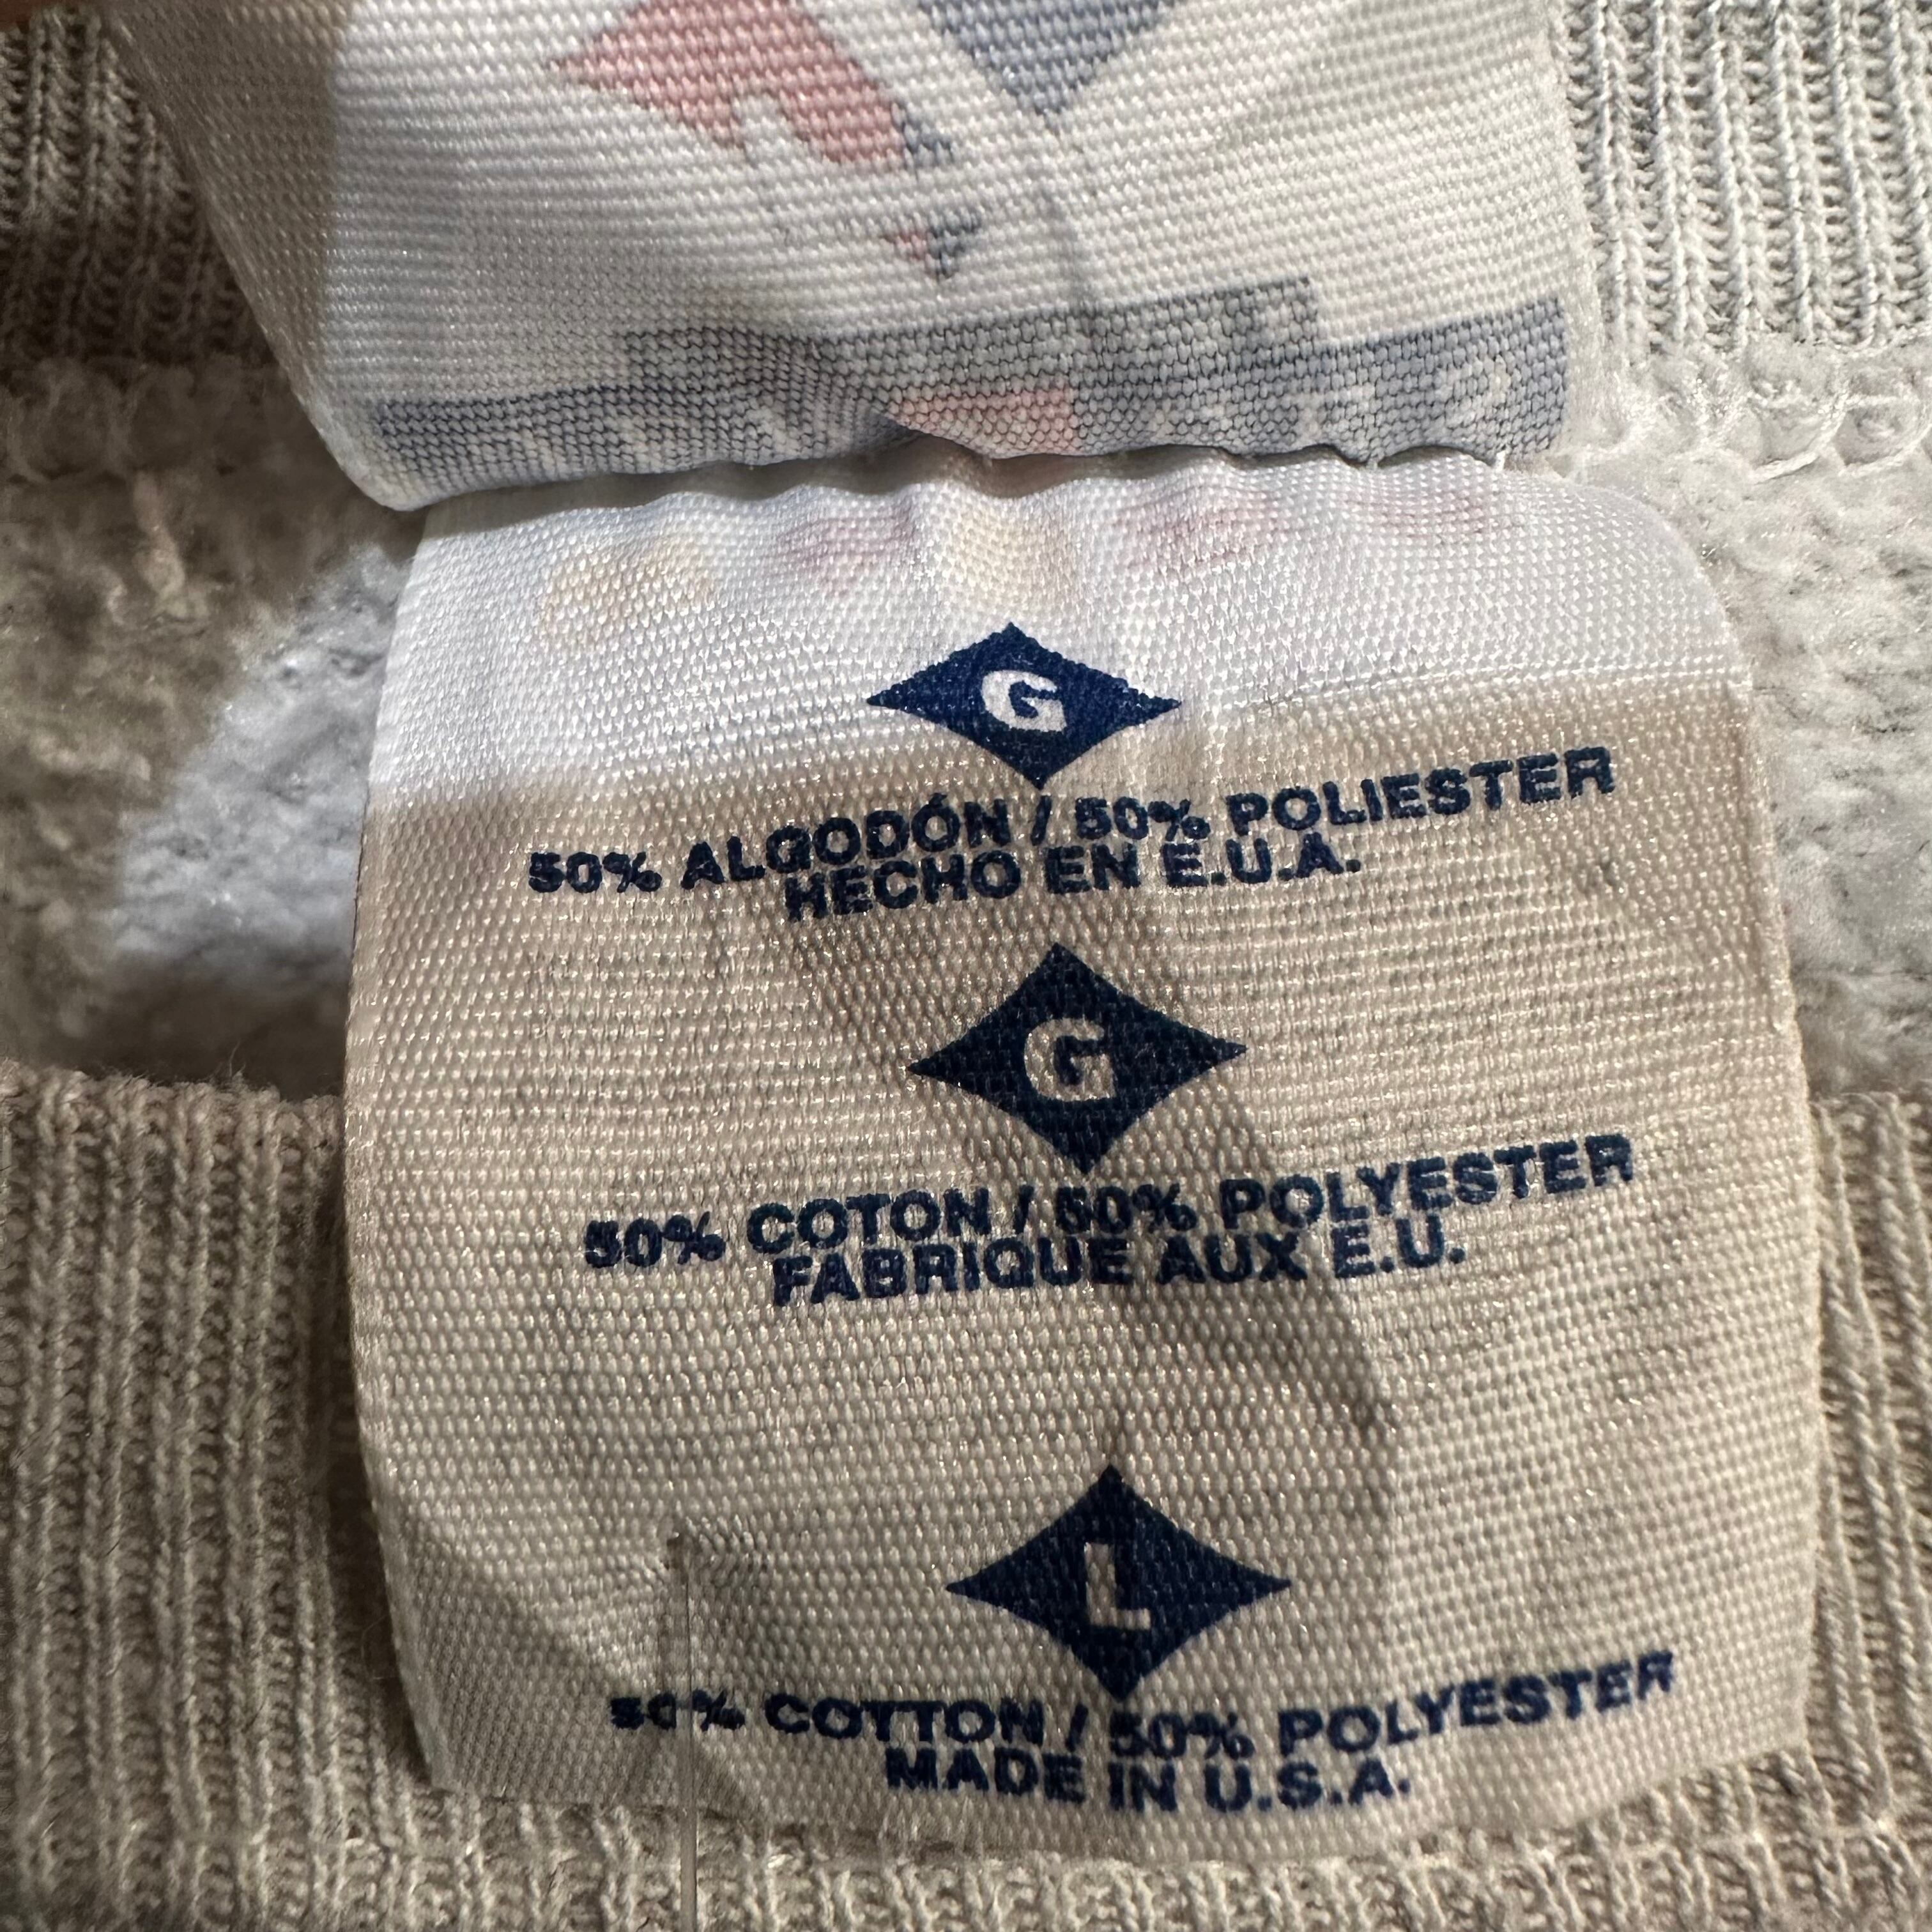 G
50% ALGODÓN / 50% POLIESTER
HECHO EN E.U.A.
G
50% COTON / 50% POLYESTER
FABRIQUE AUX E.U.
L
50% COTTON / 50% POLYESTER
MADE IN U.S.A.